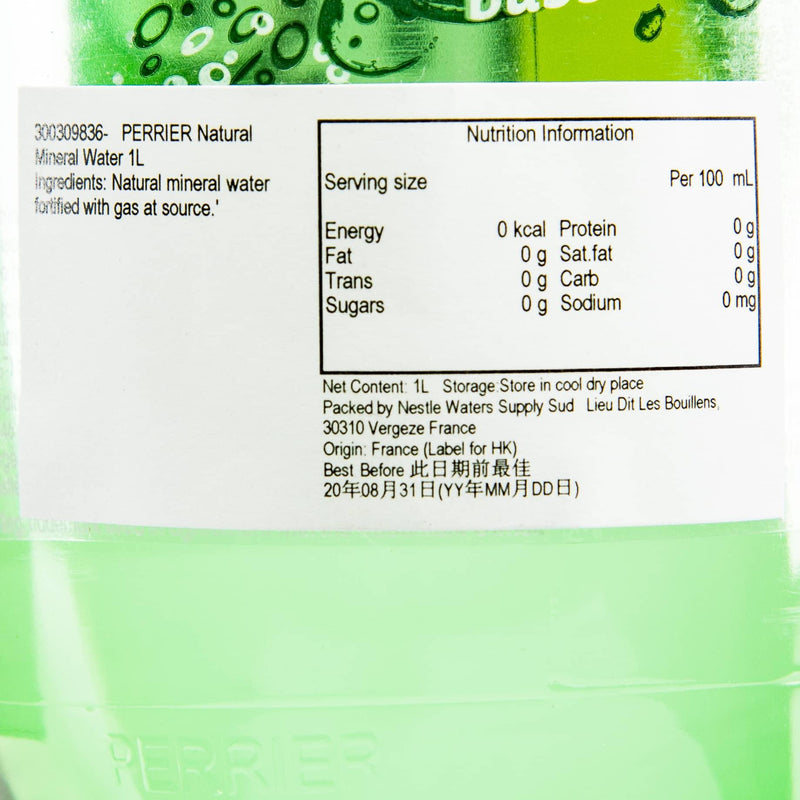 300309836- PERRIER Natural
Mineral Water 1L
Ingredients: Natural mineral water
fortified with gas at source.'
Nutrition Information
Serving size Per 100 mL
Energy 0 kcal Protein 0 g
Fat 0 g Sat.fat 0 g
Trans 0 g Carb 0 g
Sugars 0 g Sodium 0 mg
Net Content: 1L Storage:Store in cool dry place
Packed by Nestle Waters Supply Sud Lieu Dit Les Bouillens,
30310 Vergeze France
Origin: France (Label for HK)
Best Before 此日期前最佳
20年08月31日(YY年MM月DD日)
PERRIER